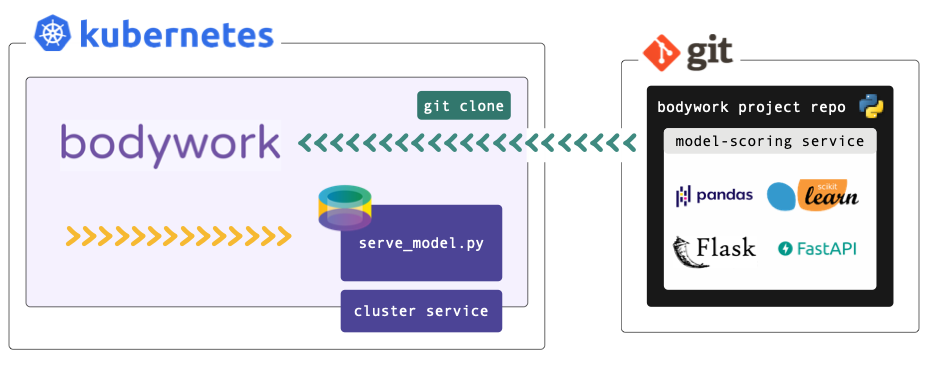 kubernetes
git
git clone
bodywork project repo
bodywork
model-scoring service
pandas
scikit
learn
serve_model.py
Flask
FastAPI
cluster service